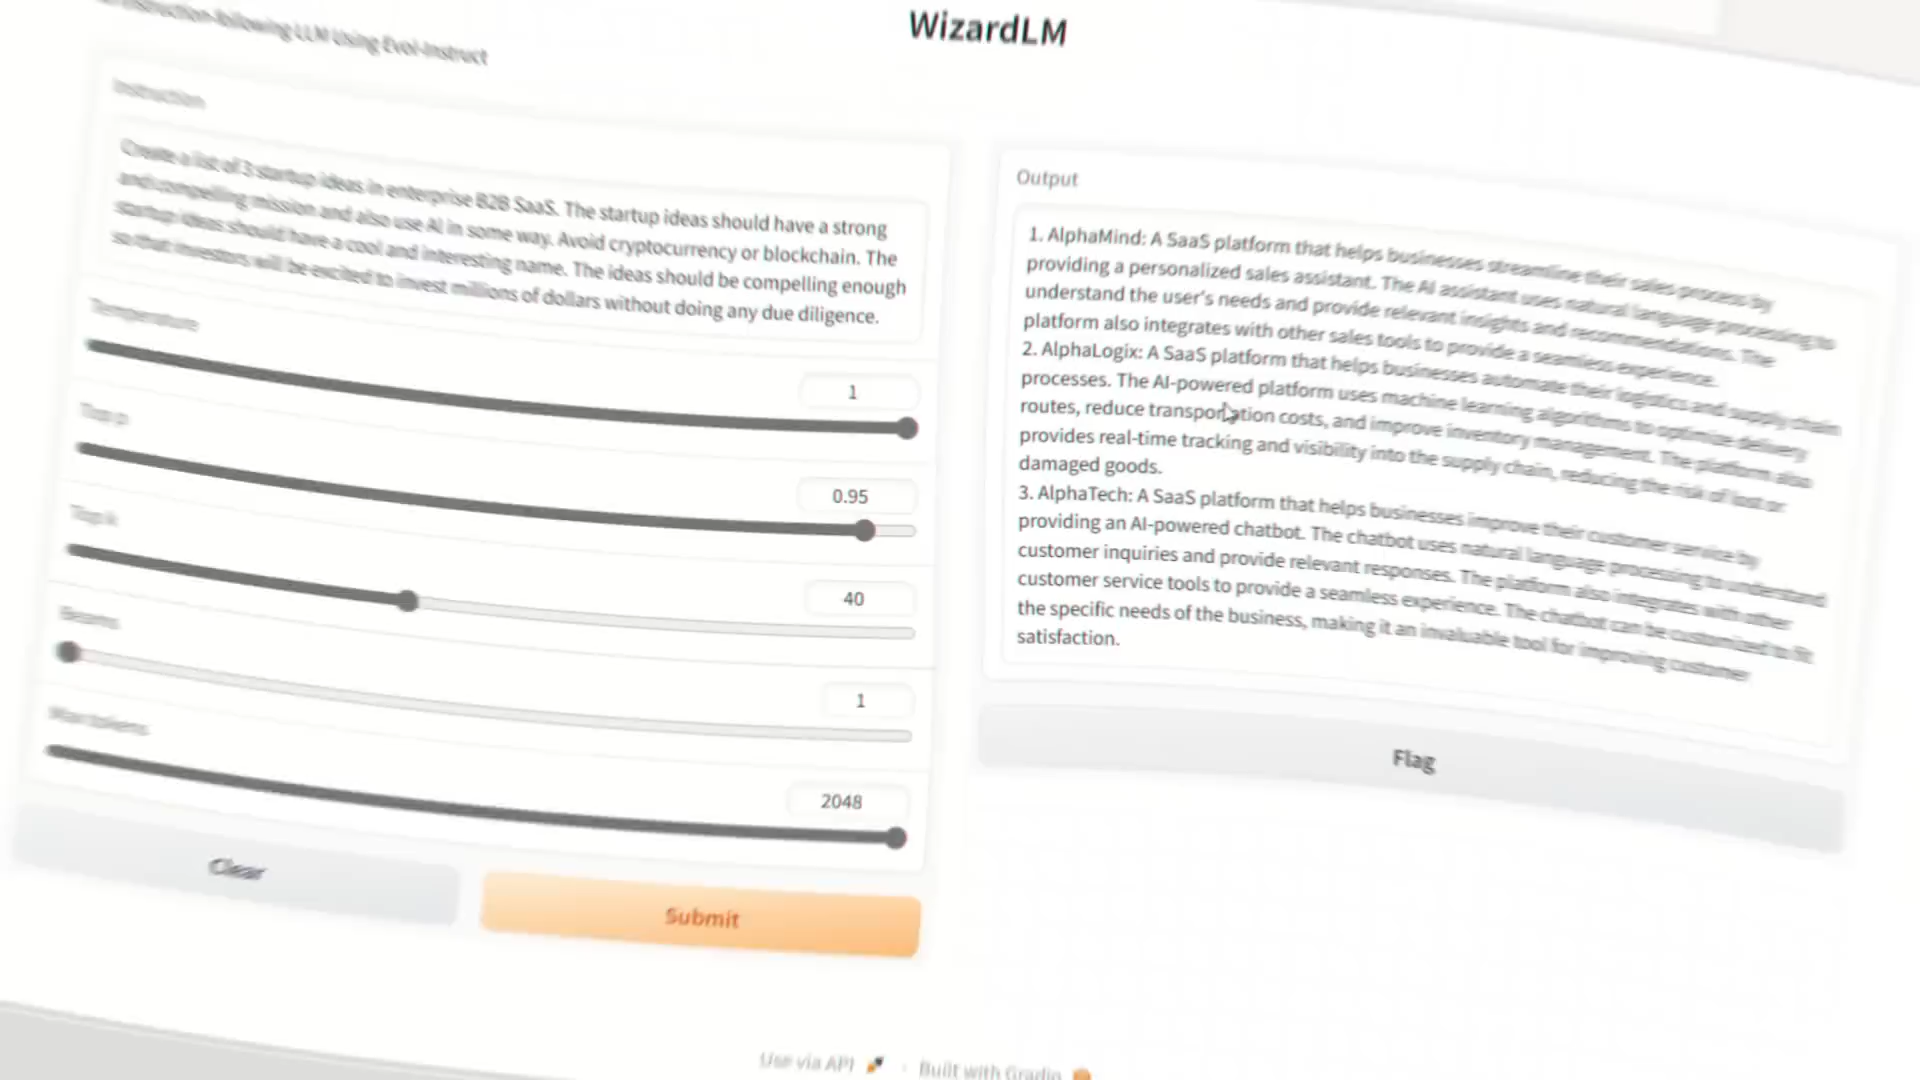 WizardLM
Instruction-following LLM Using Evol-Instruct
Instruction
Create a list of 3 startup ideas in enterprise B2B SaaS. The startup ideas should have a strong
and compelling mission and also use AI in some way. Avoid cryptocurrency or blockchain. The
startup ideas should have a cool and interesting name. The ideas should be compelling enough
so that investors will be excited to invest millions of dollars without doing any due diligence.
Temperature
1
Top p
0.95
Top k
40
Beams
1
Max tokens
2048
Clear
Submit
Output
1. AlphaMind: A SaaS platform that helps businesses streamline their sales process by
providing a personalized sales assistant. The AI assistant uses natural language processing to
understand the user's needs and provide relevant insights and recommendations. The
platform also integrates with other sales tools to provide a seamless experience.
2. AlphaLogix: A SaaS platform that helps businesses automate their logistics and supply chain
processes. The AI-powered platform uses machine learning algorithms to optimize delivery
routes, reduce transportation costs, and improve inventory management. The platform also
provides real-time tracking and visibility into the supply chain, reducing the risk of lost or
damaged goods.
3. AlphaTech: A SaaS platform that helps businesses improve their customer service by
providing an AI-powered chatbot. The chatbot uses natural language processing to understand
customer inquiries and provide relevant responses. The platform also integrates with other
customer service tools to provide a seamless experience. The chatbot can be customized to fit
the specific needs of the business, making it an invaluable tool for improving customer
satisfaction.
Flag
Use via API · Built with Gradio